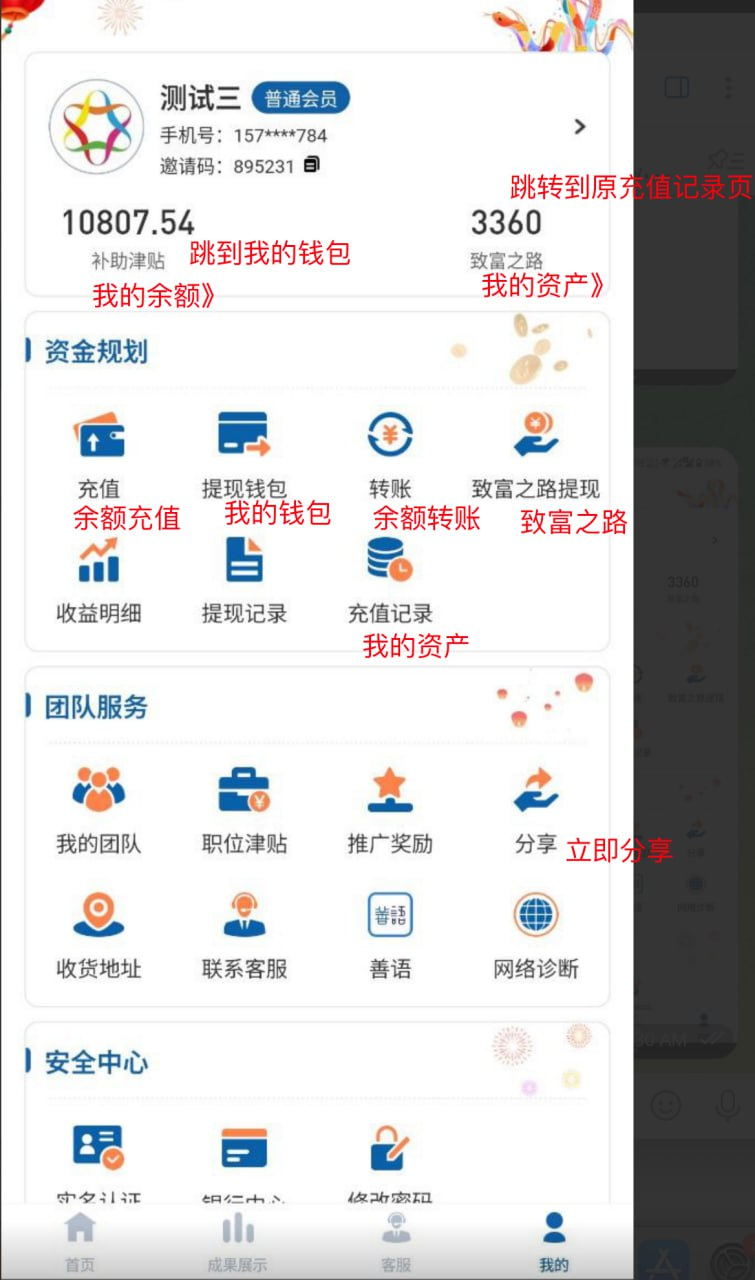 测试三 普通会员
手机号：157****784
邀请码：895231
跳转到原充值记录页
10807.54 3360
补助津贴 跳到我的钱包 致富之路
我的余额》 我的资产》
资金规划
充值 提现钱包 转账 致富之路提现
余额充值 我的钱包 余额转账 致富之路
收益明细 提现记录 充值记录
我的资产
团队服务
我的团队 职位津贴 推广奖励 分享 立即分享
收货地址 联系客服 善语 网络诊断
安全中心
实名认证 银行中心 修改密码
首页 成果展示 客服 我的
3360